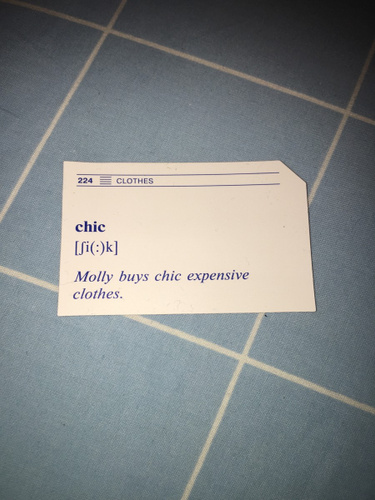 224 CLOTHES
chic
[ʃi(:)k]
Molly buys chic expensive
clothes.